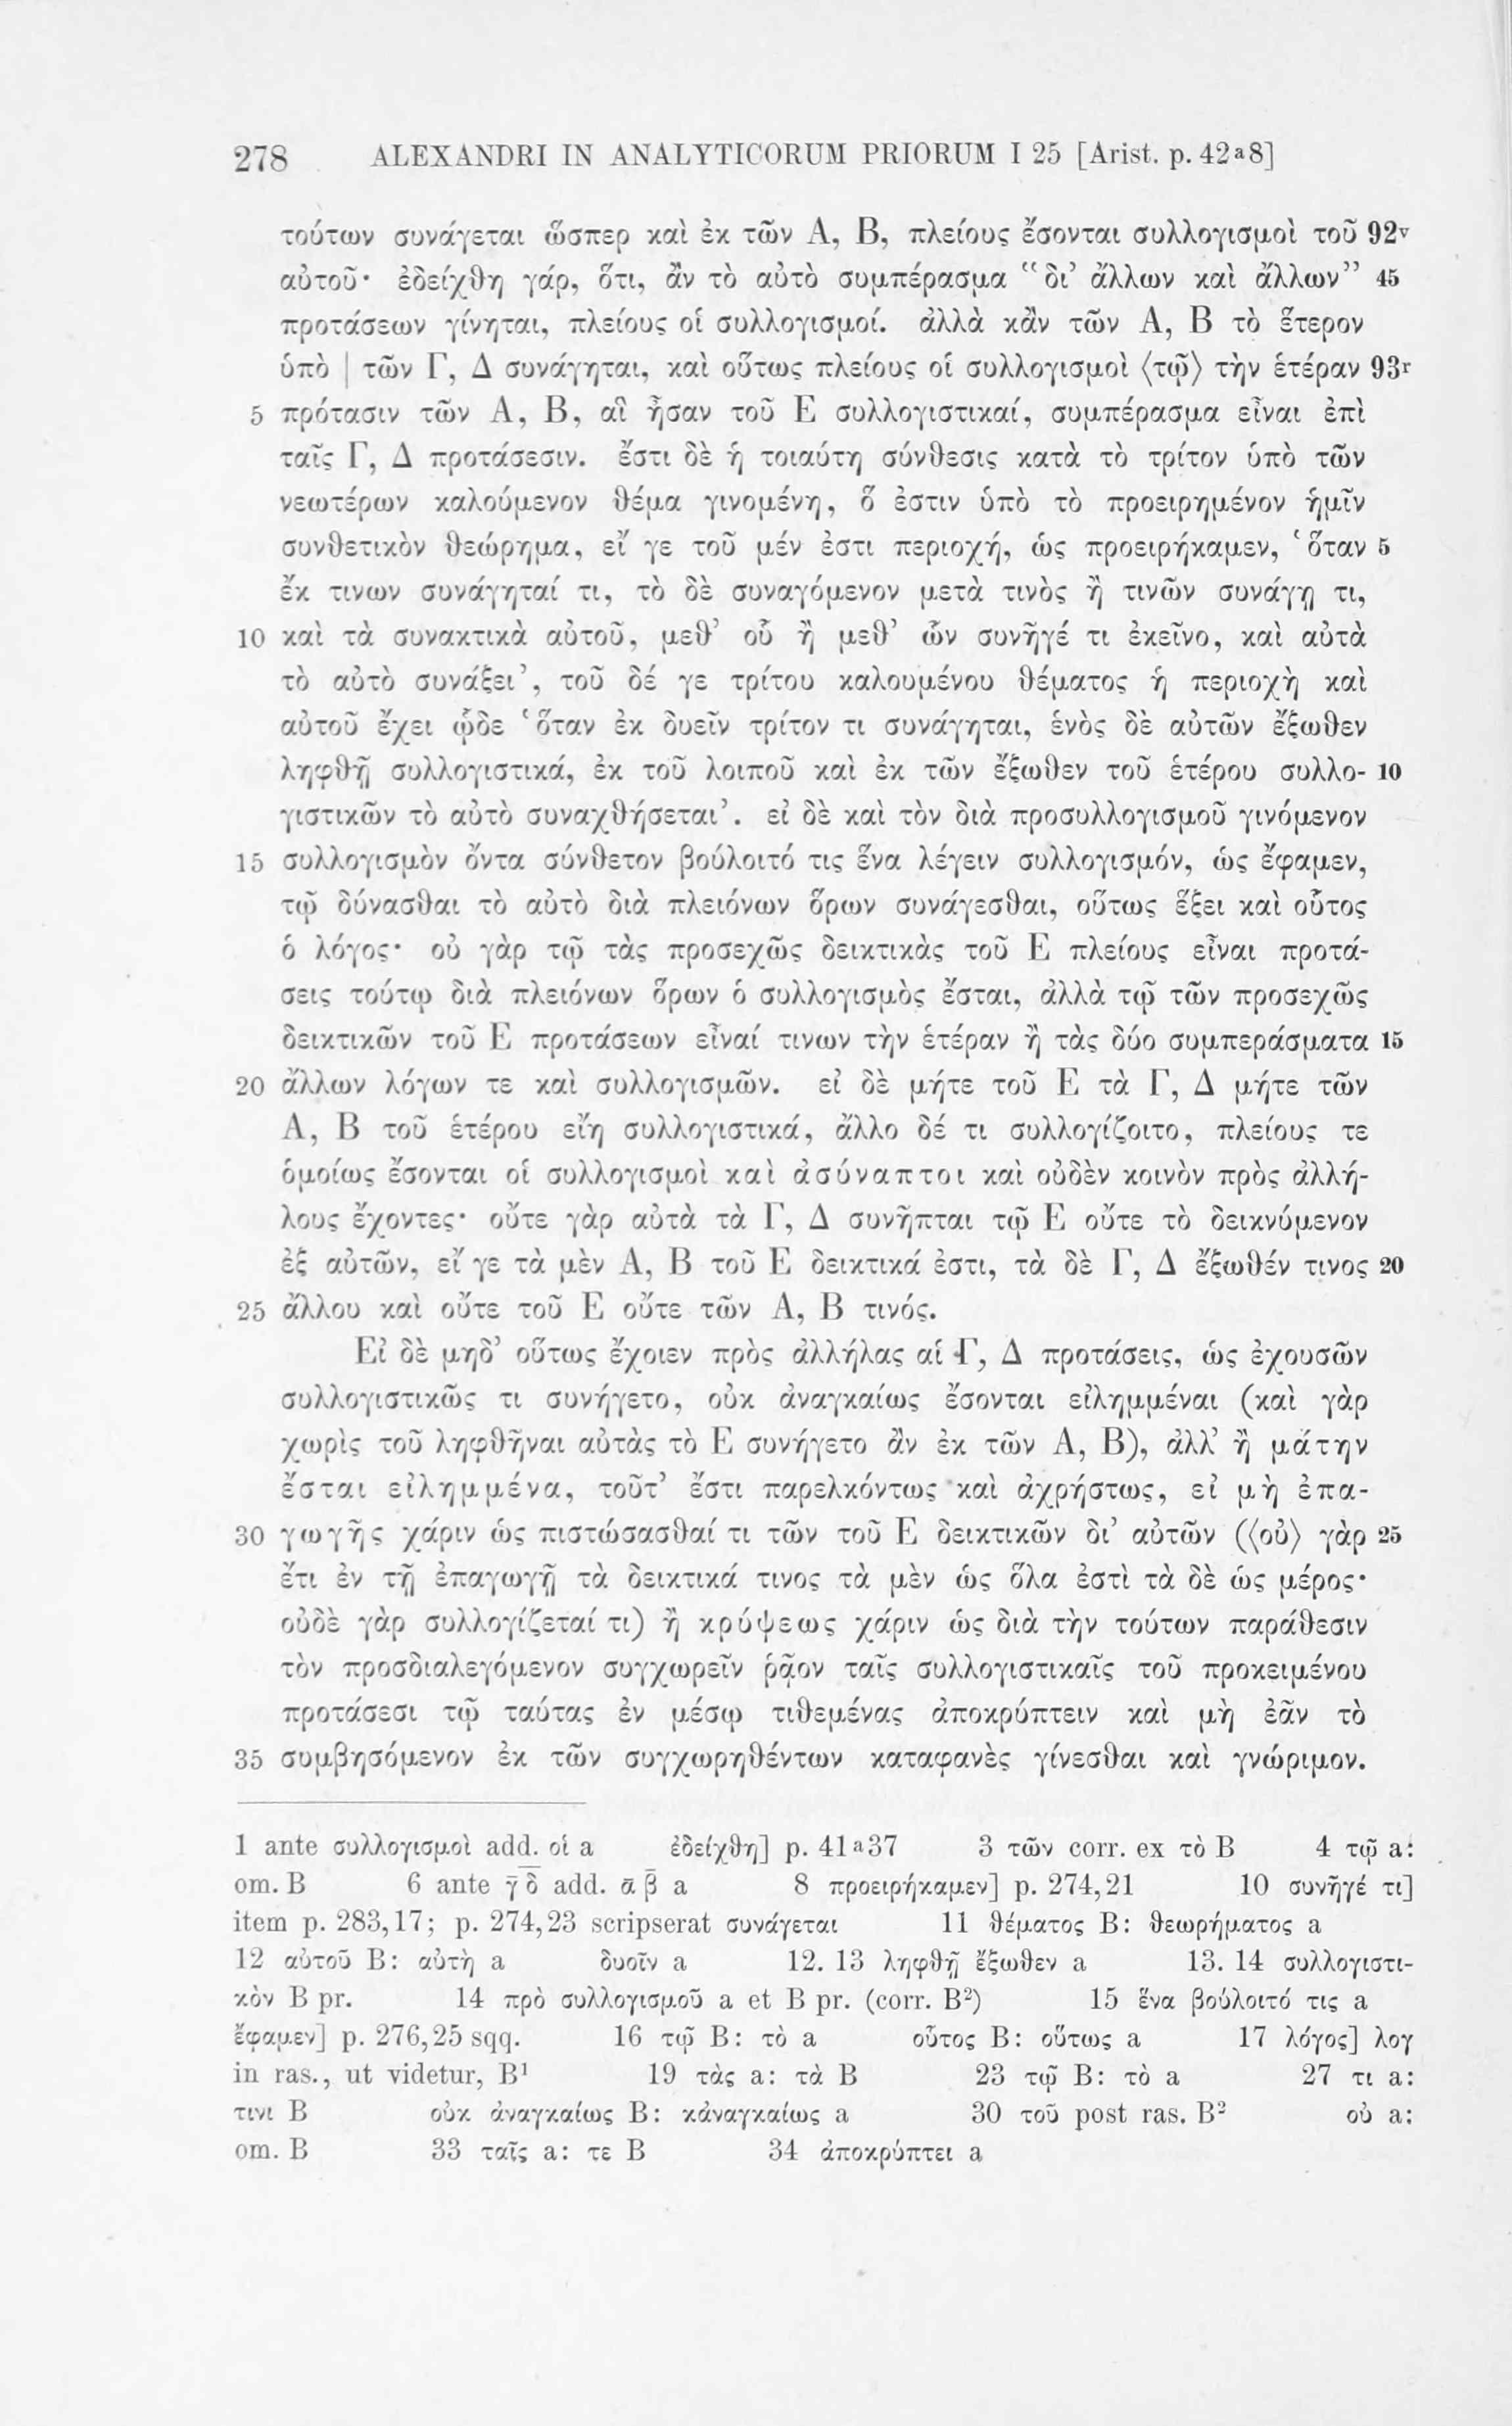 278 ALEXANDRI IN ANALYTICORUM PRIORUM I 25 [Arist. p. 42a8]
τούτων συνάγεται ὥσπερ καὶ ἐκ τῶν Α, Β, πλείους ἔσονται συλλογισμοὶ τοῦ 92v
αὐτοῦ· ἐδείχθη γάρ, ὅτι, ἂν τὸ αὐτὸ συμπέρασμα “δι’ ἄλλων καὶ ἄλλων” 45
προτάσεων γίνηται, πλείους οἱ συλλογισμοί. ἀλλὰ κἂν τῶν Α, Β τὸ ἕτερον
ὑπὸ | τῶν Γ, Δ συνάγηται, καὶ οὕτως πλείους οἱ συλλογισμοὶ ⟨τῷ⟩ τὴν ἑτέραν 93r
5 πρότασιν τῶν Α, Β, αἳ ἦσαν τοῦ Ε συλλογιστικαί, συμπέρασμα εἶναι ἐπὶ
ταῖς Γ, Δ προτάσεσιν. ἔστι δὲ ἡ τοιαύτη σύνθεσις κατὰ τὸ τρίτον ὑπὸ τῶν
νεωτέρων καλούμενον θέμα γινομένη, ὅ ἐστιν ὑπὸ τὸ προειρημένον ἡμῖν
συνθετικὸν θεώρημα, εἴ γε τοῦ μέν ἐστι περιοχή, ὡς προειρήκαμεν, ‘ὅταν 5
ἔκ τινων συνάγηταί τι, τὸ δὲ συναγόμενον μετὰ τινὸς ἢ τινῶν συνάγῃ τι,
10 καὶ τὰ συνακτικὰ αὐτοῦ, μεθ’ οὗ ἢ μεθ’ ὧν συνῆγέ τι ἐκεῖνο, καὶ αὐτὰ
τὸ αὐτὸ συνάξει’, τοῦ δέ γε τρίτου καλουμένου θέματος ἡ περιοχὴ καὶ
αὐτοῦ ἔχει ᾧδε ‘ὅταν ἐκ δυεῖν τρίτον τι συνάγηται, ἑνὸς δὲ αὐτῶν ἔξωθεν
ληφθῇ συλλογιστικά, ἐκ τοῦ λοιποῦ καὶ ἐκ τῶν ἔξωθεν τοῦ ἑτέρου συλλο- 10
γιστικῶν τὸ αὐτὸ συναχθήσεται’. εἰ δὲ καὶ τὸν διὰ προσυλλογισμοῦ γινόμενον
15 συλλογισμὸν ὄντα σύνθετον βούλοιτό τις ἕνα λέγειν συλλογισμόν, ὡς ἔφαμεν,
τῷ δύνασθαι τὸ αὐτὸ διὰ πλειόνων ὅρων συνάγεσθαι, οὕτως ἕξει καὶ οὗτος
ὁ λόγος· οὐ γὰρ τῷ τὰς προσεχῶς δεικτικὰς τοῦ Ε πλείους εἶναι προτά-
σεις τούτῳ διὰ πλειόνων ὅρων ὁ συλλογισμὸς ἔσται, ἀλλὰ τῷ τῶν προσεχῶς
δεικτικῶν τοῦ Ε προτάσεων εἶναί τινων τὴν ἑτέραν ἢ τὰς δύο συμπεράσματα 15
20 ἄλλων λόγων τε καὶ συλλογισμῶν. εἰ δὲ μήτε τοῦ Ε τὰ Γ, Δ μήτε τῶν
Α, Β τοῦ ἑτέρου εἴη συλλογιστικά, ἄλλο δέ τι συλλογίζοιτο, πλείους τε
ὁμοίως ἔσονται οἱ συλλογισμοὶ καὶ ἀσύναπτοι καὶ οὐδὲν κοινὸν πρὸς ἀλλή-
λους ἔχοντες· οὔτε γὰρ αὐτὰ τὰ Γ, Δ συνῆπται τῷ Ε οὔτε τὸ δεικνύμενον
ἐξ αὐτῶν, εἴ γε τὰ μὲν Α, Β τοῦ Ε δεικτικά ἐστι, τὰ δὲ Γ, Δ ἔξωθέν τινος 20
25 ἄλλου καὶ οὔτε τοῦ Ε οὔτε τῶν Α, Β τινός.
Εἰ δὲ μηδ’ οὕτως ἔχοιεν πρὸς ἀλλήλας αἱ Γ, Δ προτάσεις, ὡς ἐχουσῶν
συλλογιστικῶς τι συνήγετο, οὐκ ἀναγκαίως ἔσονται εἰλημμέναι (καὶ γὰρ
χωρὶς τοῦ ληφθῆναι αὐτὰς τὸ Ε συνήγετο ἂν ἐκ τῶν Α, Β), ἀλλ’ ἢ μάτην
ἔσται εἰλημμένα, τοῦτ’ ἔστι παρελκόντως καὶ ἀχρήστως, εἰ μὴ ἐπα-
30 γωγῆς χάριν ὡς πιστώσασθαί τι τῶν τοῦ Ε δεικτικῶν δι’ αὐτῶν (⟨οὐ⟩ γὰρ 25
ἔτι ἐν τῇ ἐπαγωγῇ τὰ δεικτικά τινος τὰ μὲν ὡς ὅλα ἐστὶ τὰ δὲ ὡς μέρος·
οὐδὲ γὰρ συλλογίζεταί τι) ἢ κρύψεως χάριν ὡς διὰ τὴν τούτων παράθεσιν
τὸν προσδιαλεγόμενον συγχωρεῖν ῥᾷον ταῖς συλλογιστικαῖς τοῦ προκειμένου
προτάσεσι τῷ ταύτας ἐν μέσῳ τιθεμένας ἀποκρύπτειν καὶ μὴ ἐᾶν τὸ
35 συμβησόμενον ἐκ τῶν συγχωρηθέντων καταφανὲς γίνεσθαι καὶ γνώριμον.
1 ante συλλογισμοὶ add. οἱ a ἐδείχθη] p. 41a37 3 τῶν corr. ex τὸ B 4 τῷ a:
om. B 6 ante γ̄ δ̄ add. ᾱ β̄ a 8 προειρήκαμεν] p. 274,21 10 συνῆγέ τι]
item p. 283,17; p. 274,23 scripserat συνάγεται 11 θέματος B: θεωρήματος a
12 αὐτοῦ B: αὐτὴ a δυοῖν a 12. 13 ληφθῇ ἔξωθεν a 13. 14 συλλογιστι-
κὸν B pr. 14 πρὸ συλλογισμοῦ a et B pr. (corr. B²) 15 ἕνα βούλοιτό τις a
ἔφαμεν] p. 276,25 sqq. 16 τῷ B: τὸ a οὗτος B: οὕτως a 17 λόγος] λογ
in ras., ut videtur, B¹ 19 τὰς a: τὰ B 23 τῷ B: τὸ a 27 τι a:
τινι B οὐκ ἀναγκαίως B: κἀναγκαίως a 30 τοῦ post ras. B² οὐ a:
om. B 33 ταῖς a: τε B 34 ἀποκρύπτει a